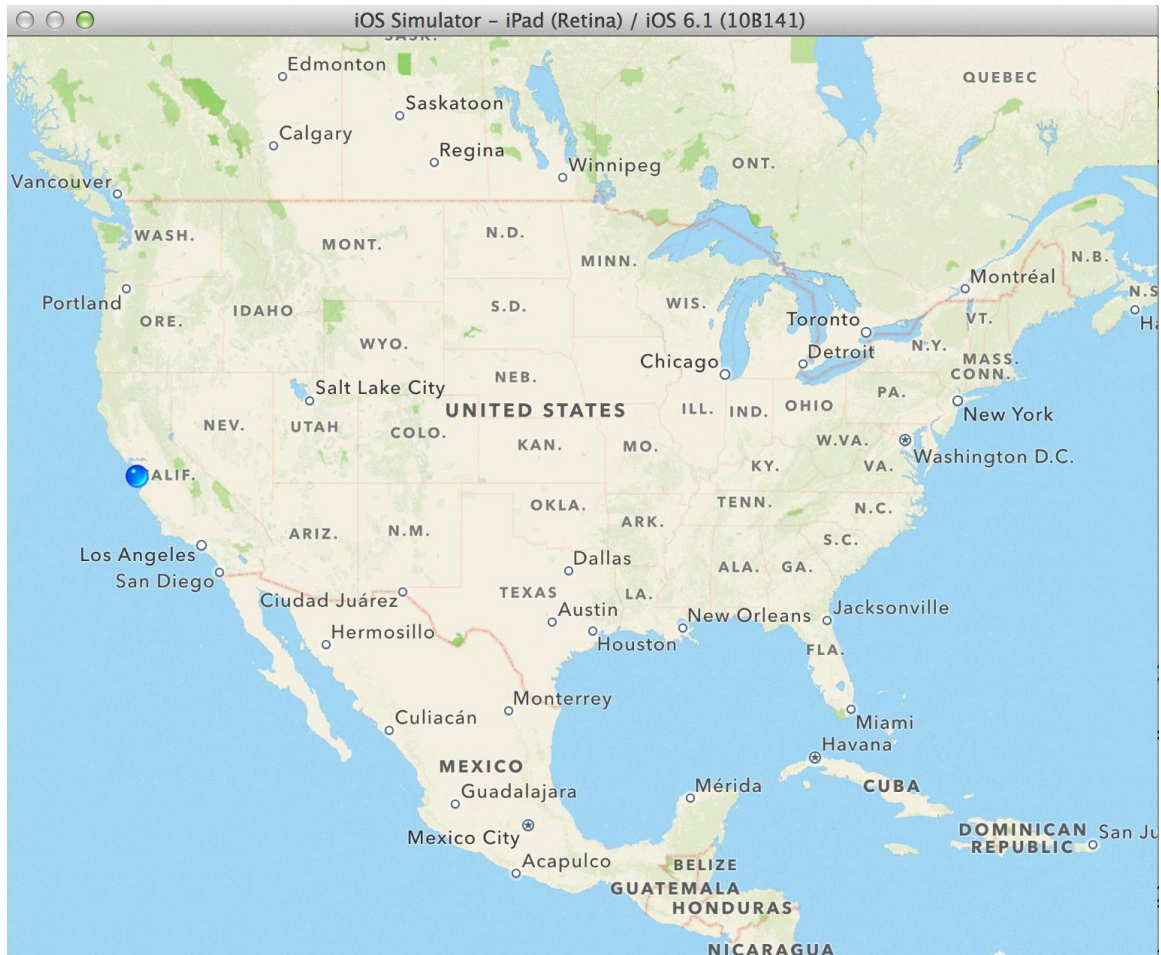 iOS Simulator – iPad (Retina) / iOS 6.1 (10B141)
SASK.
Edmonton
QUEBEC
Saskatoon
Calgary
Regina
Winnipeg
ONT.
Vancouver
WASH.
MONT.
N.D.
MINN.
N.B.
Montréal
Portland
ORE.
IDAHO
S.D.
WIS.
N.S
Toronto
VT.
WYO.
Chicago
Detroit
N.Y.
MASS.
CONN.
NEB.
Salt Lake City
PA.
UNITED STATES
ILL.
IND.
OHIO
New York
NEV.
UTAH
COLO.
KAN.
MO.
W.VA.
Washington D.C.
ALIF.
KY.
VA.
OKLA.
TENN.
N.C.
ARIZ.
N.M.
ARK.
S.C.
Los Angeles
San Diego
Dallas
ALA.
GA.
Ciudad Juárez
TEXAS
LA.
Austin
New Orleans
Jacksonville
Hermosillo
Houston
FLA.
Monterrey
Culiacán
Miami
Havana
MEXICO
Guadalajara
Mérida
CUBA
Mexico City
DOMINICAN
REPUBLIC
San Ju
Acapulco
BELIZE
GUATEMALA
HONDURAS
NICARAGUA